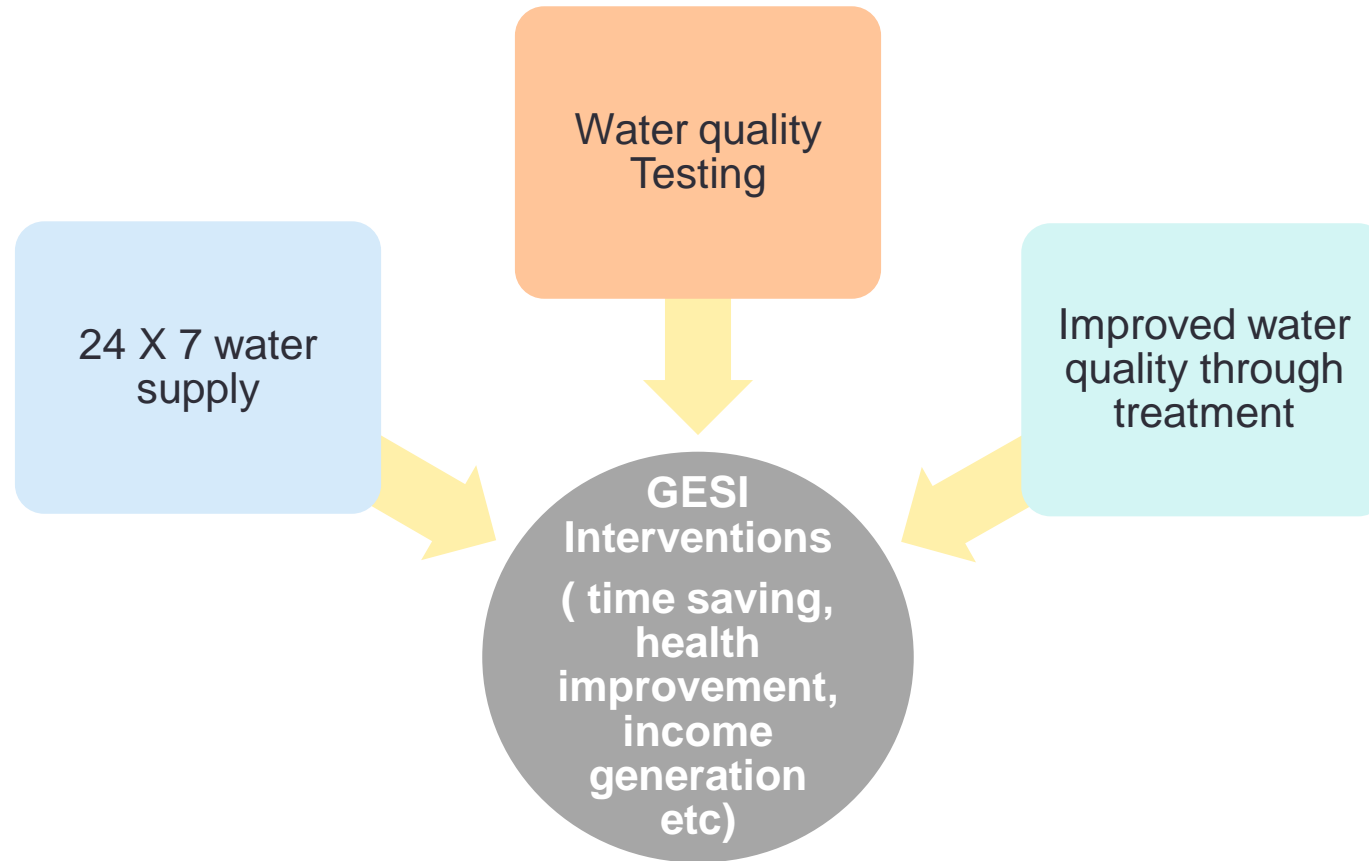 Water quality
Testing
24 X 7 water
supply
Improved water
quality through
treatment
GESI
Interventions
( time saving,
health
improvement,
income
generation
etc)